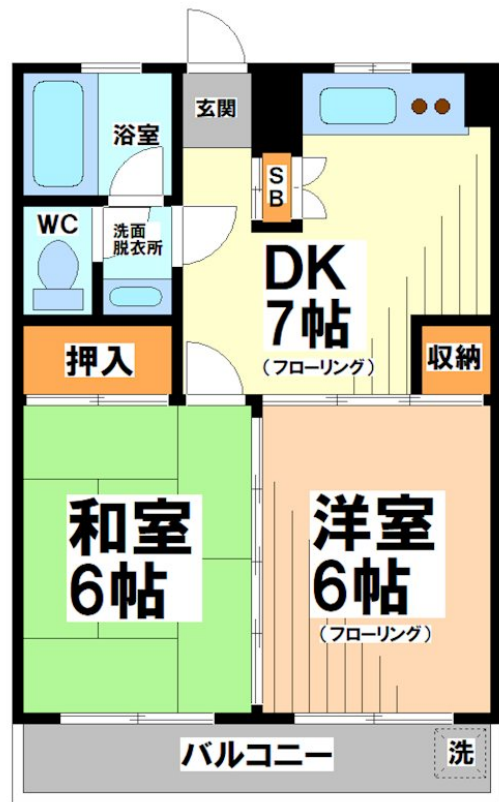 玄関
浴室
SB
WC
洗面
脱衣所
DK
7帖
(フローリング)
押入
収納
和室
6帖
洋室
6帖
(フローリング)
バルコニー
洗